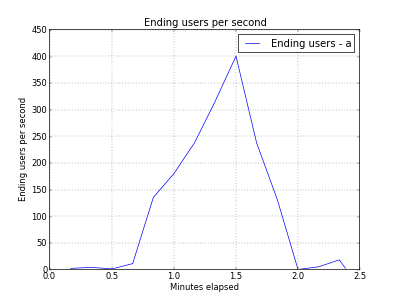 Ending users per second
Ending users - a
Ending users per second
450
400
350
300
250
200
150
100
50
0
0.0 0.5 1.0 1.5 2.0 2.5
Minutes elapsed